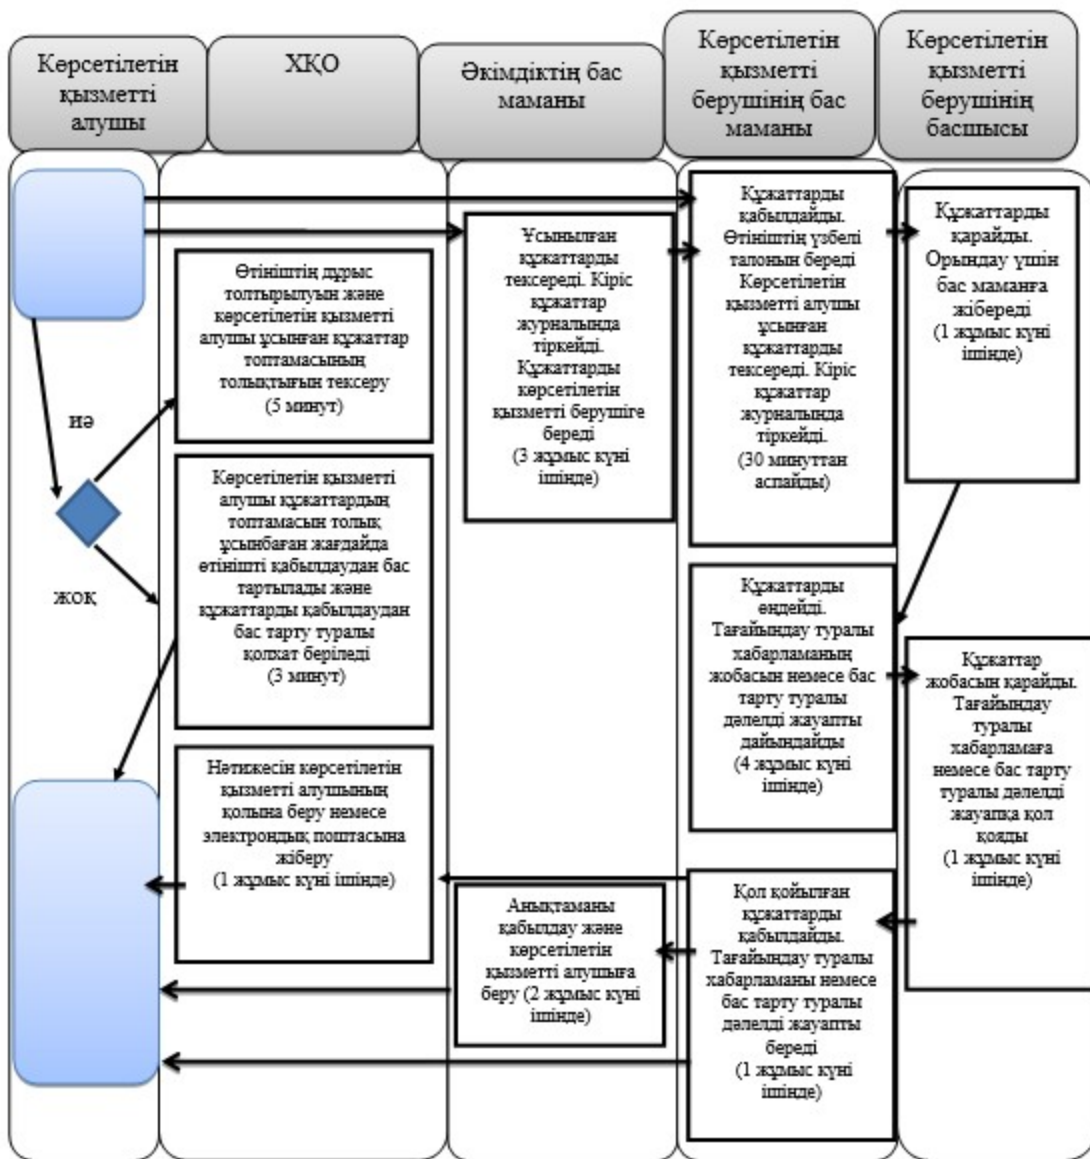 Көрсетілетін
қызметті
алушы
ХҚО
Әкімдіктің бас
маманы
Көрсетілетін
қызметті
берушінің бас
маманы
Көрсетілетін
қызметті
берушінің
басшысы
иә
жоқ
Өтініштің дұрыс
толтырылуын және
көрсетілетін қызметті
алушы ұсынған құжаттар
топтамасының
толықтығын тексеру
(5 минут)
Көрсетілетін қызметті
алушы құжаттардың
топтамасын толық
ұсынбаған жағдайда
өтінішті қабылдаудан бас
тартылады және
құжаттарды қабылдаудан
бас тарту туралы
қолхат беріледі
(3 минут)
Нәтижесін көрсетілетін
қызметті алушының
қолына беру немесе
электрондық поштасына
жіберу
(1 жұмыс күні ішінде)
Ұсынылған
құжаттарды
тексереді. Кіріс
құжаттар
журналында
тіркейді.
Құжаттарды
көрсетілетін
қызметті берушіге
береді
(3 жұмыс күні
ішінде)
Анықтаманы
қабылдау және
көрсетілетін
қызметті алушыға
беру (2 жұмыс күні
ішінде)
Құжаттарды
қабылдайды.
Өтініштің үзбелі
талонын береді
Көрсетілетін
қызметті алушы
ұсынған
құжаттарды
тексереді. Кіріс
құжаттар
журналында
тіркейді.
(30 минуттан
аспайды)
Құжаттарды
өңдейді.
Тағайындау туралы
хабарламаның
жобасын немесе бас
тарту туралы
дәлелді жауапты
дайындайды
(4 жұмыс күні
ішінде)
Қол қойылған
құжаттарды
қабылдайды.
Тағайындау туралы
хабарламаны немесе
бас тарту туралы
дәлелді жауапты
береді
(1 жұмыс күні
ішінде)
Құжаттарды
қарайды.
Орындау үшін
бас маманға
жібереді
(1 жұмыс күні
ішінде)
Құжаттар
жобасын қарайды.
Тағайындау
туралы
хабарламаға
немесе бас тарту
туралы дәлелді
жауапқа қол
қояды
(1 жұмыс күні
ішінде)